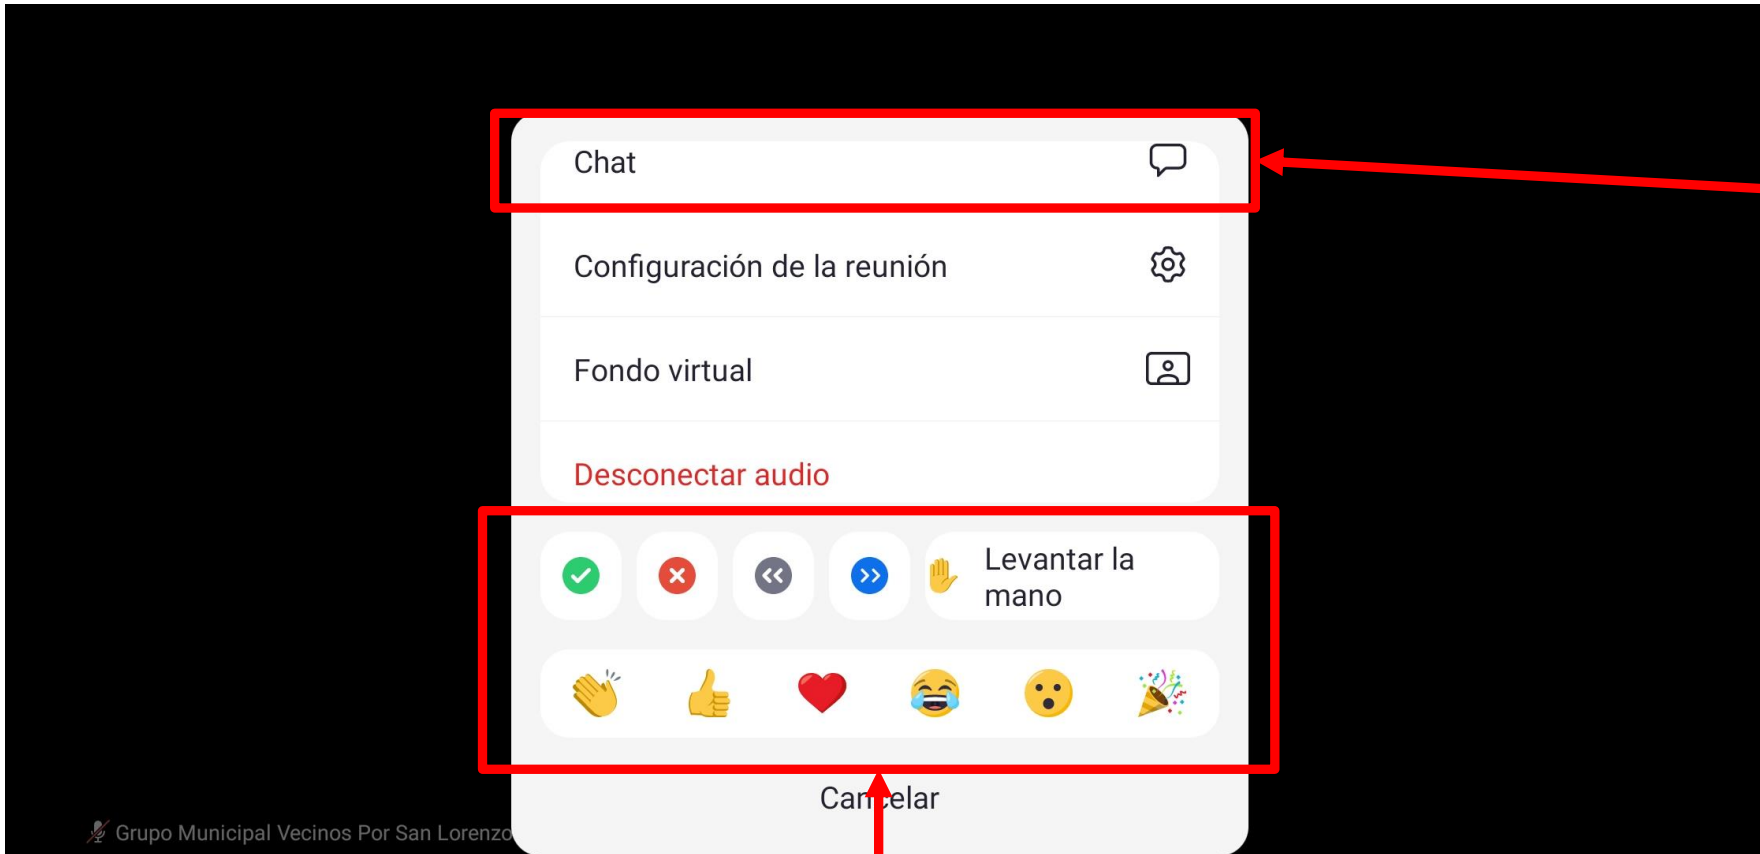 Chat
Configuración de la reunión
Fondo virtual
Desconectar audio
Levantar la
mano
Cancelar
Grupo Municipal Vecinos Por San Lorenzo